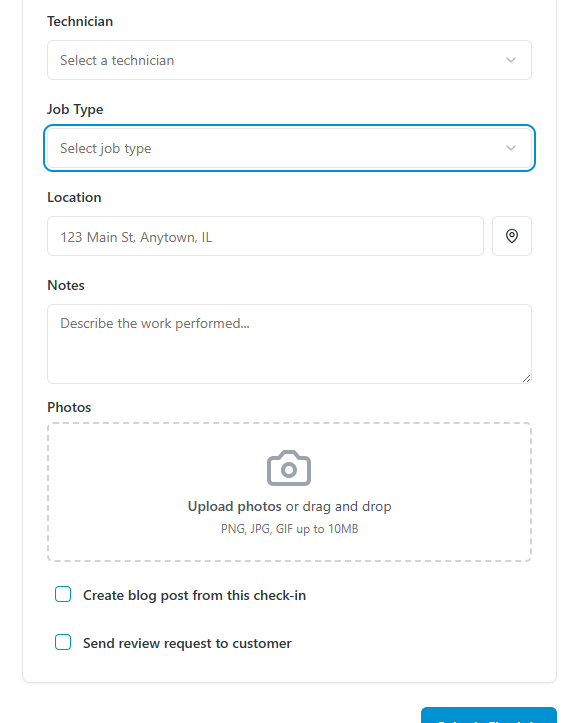 Technician
Select a technician
Job Type
Select job type
Location
123 Main St, Anytown, IL
Notes
Describe the work performed...
Photos
Upload photos or drag and drop
PNG, JPG, GIF up to 10MB
Create blog post from this check-in
Send review request to customer